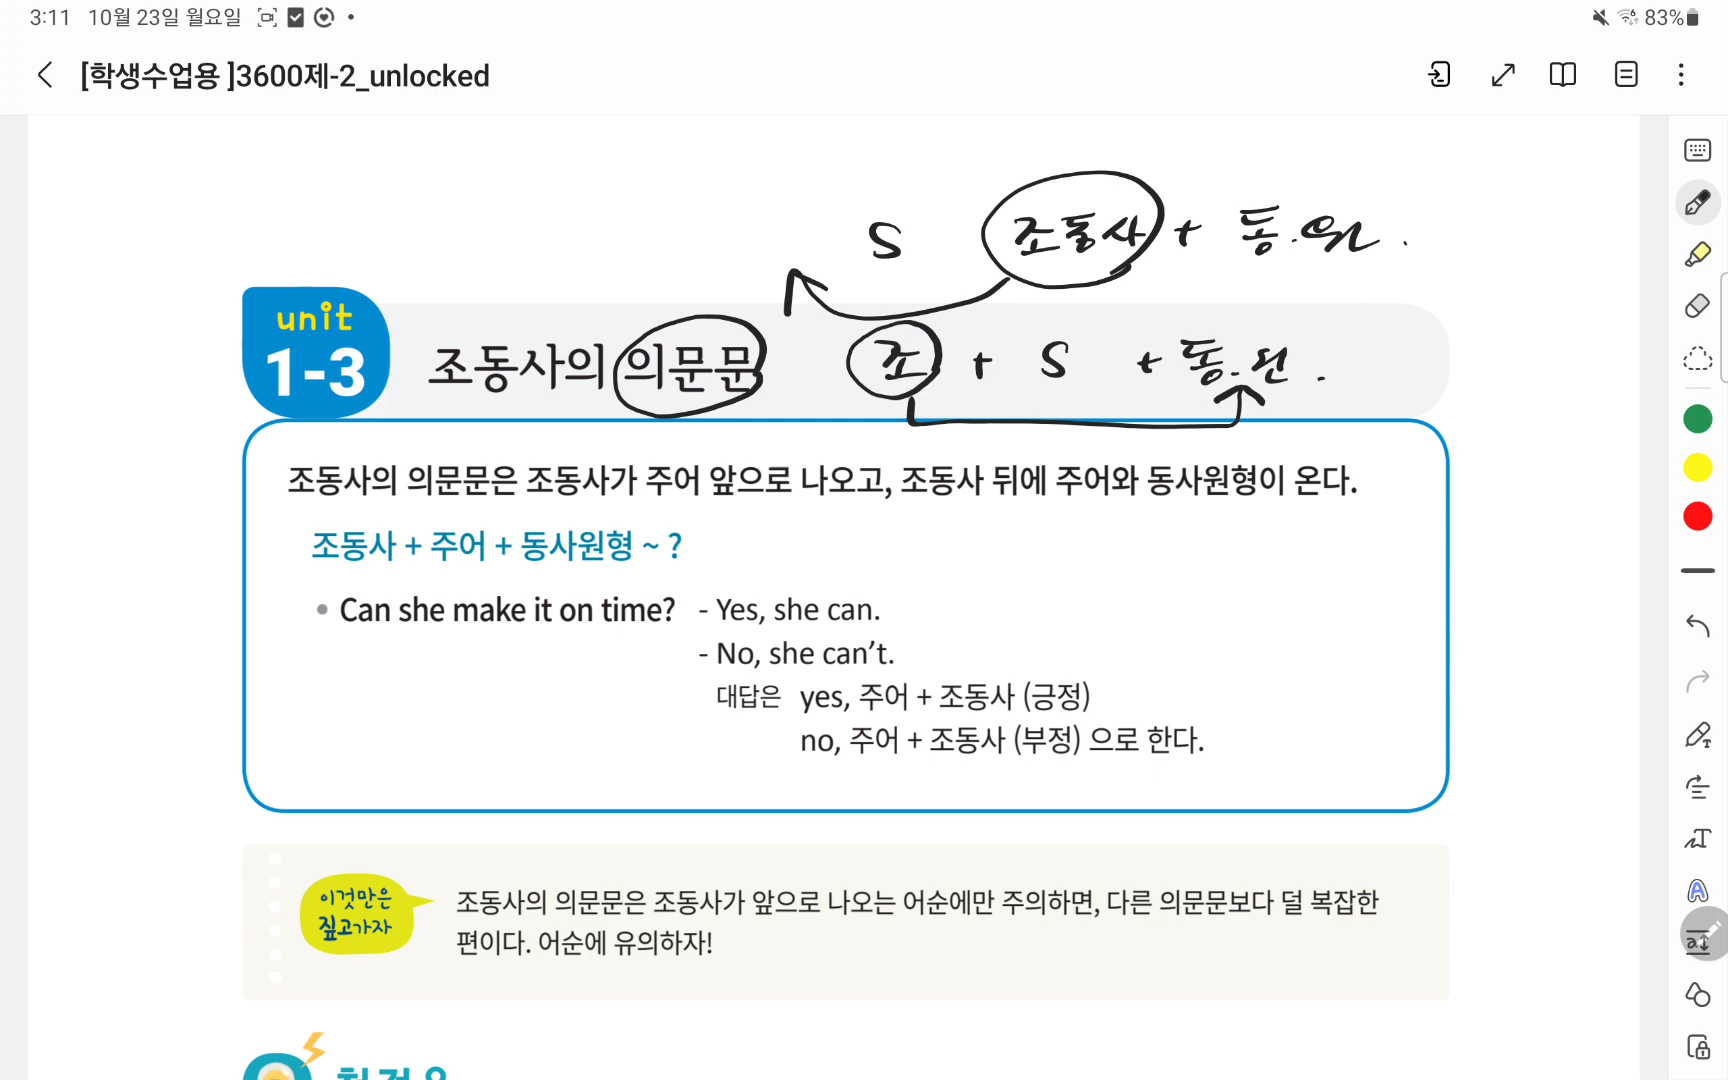 3:11 10월 23일 월요일 83%
[학생수업용 ]3600제-2_unlocked
S 조동사 + 동.원.
unit
1-3 조동사의 의문문 조 + S + 동.원.
조동사의 의문문은 조동사가 주어 앞으로 나오고, 조동사 뒤에 주어와 동사원형이 온다.
조동사 + 주어 + 동사원형 ~ ?
• Can she make it on time? - Yes, she can.
- No, she can’t.
대답은 yes, 주어 + 조동사 (긍정)
no, 주어 + 조동사 (부정) 으로 한다.
이것만은
짚고가자
조동사의 의문문은 조동사가 앞으로 나오는 어순에만 주의하면, 다른 의문문보다 덜 복잡한
편이다. 어순에 유의하자!